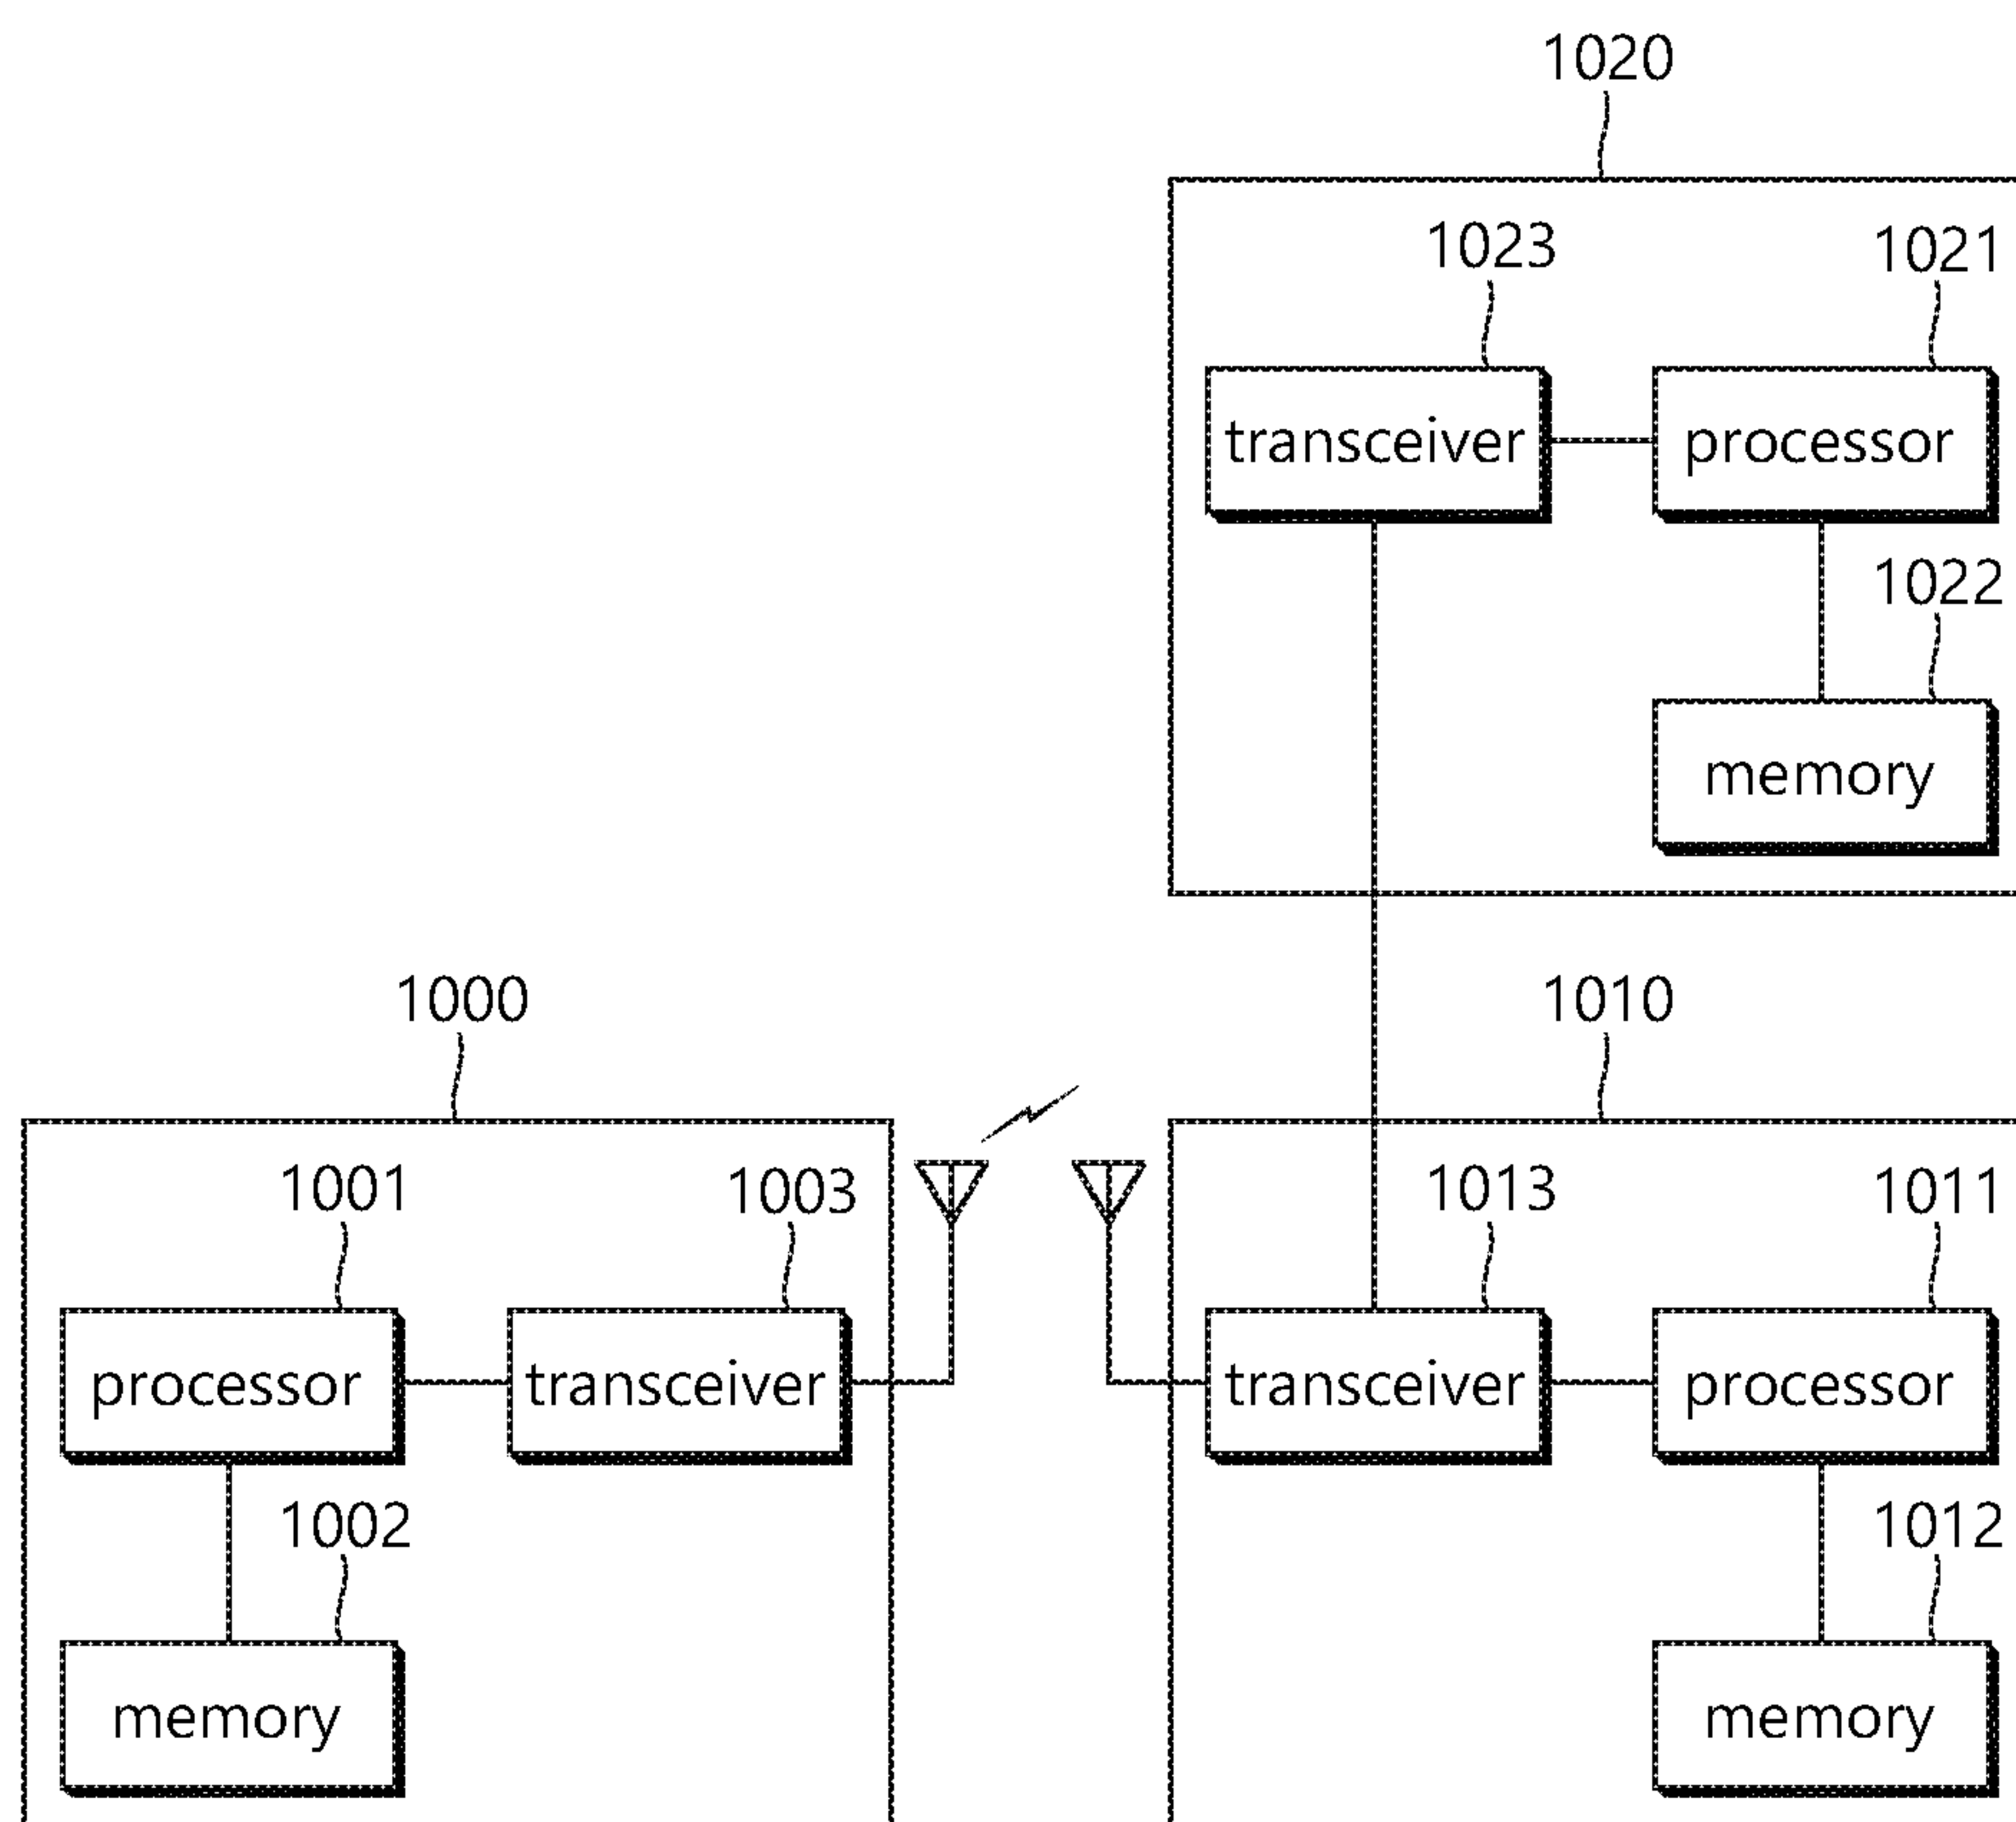 1020
1023
1021
transceiver
processor
1022
memory
1000
1010
1001
1003
1013
1011
processor
transceiver
transceiver
processor
1002
1012
memory
memory